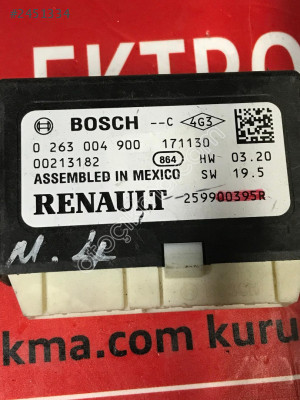 EKTRO
BOSCH --C 4G3
0 263 004 900 171130
00213182 864 HW 03.20
ASSEMBLED IN MEXICO SW 19.5
RENAULT 259900395R
kma.com kuru